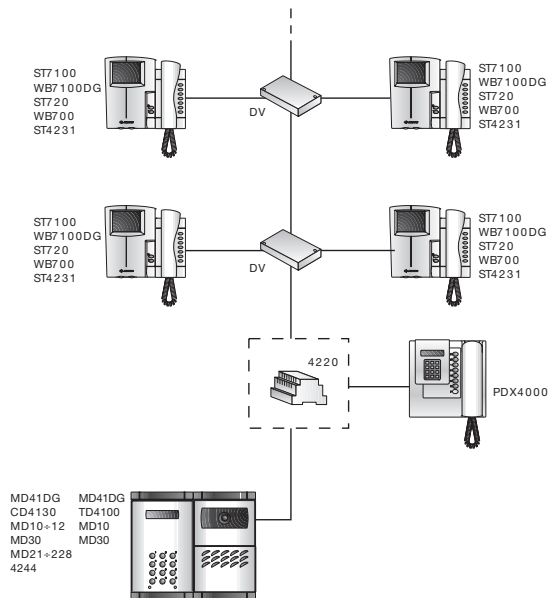 ST7100
WB7100DG
ST720
WB700
ST4231
DV
ST7100
WB7100DG
ST720
WB700
ST4231
ST7100
WB7100DG
ST720
WB700
ST4231
DV
ST7100
WB7100DG
ST720
WB700
ST4231
4220
PDX4000
MD41DG MD41DG
CD4130 TD4100
MD10÷12 MD10
MD30 MD30
MD21÷228
4244